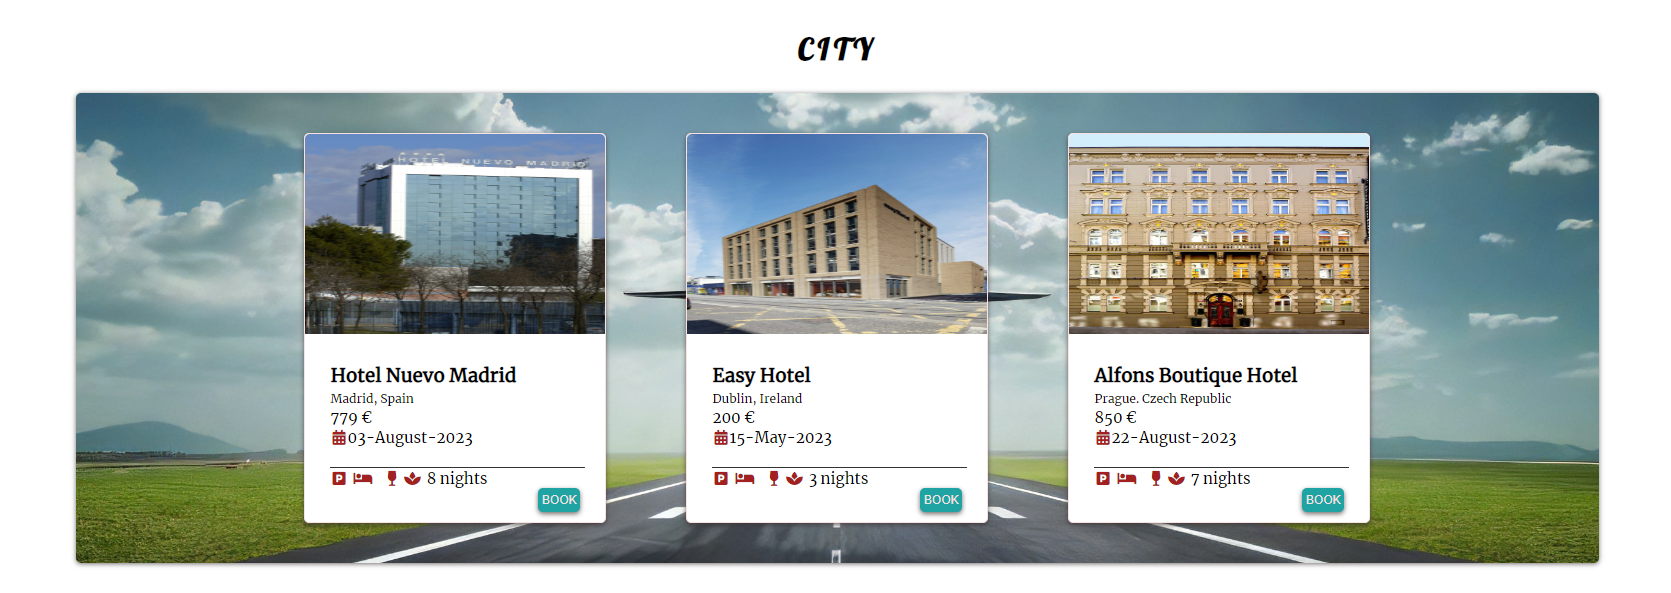 CITY
HOTEL NUEVO MADRID
Hotel Nuevo Madrid
Madrid, Spain
779 €
03-August-2023
P 8 nights
BOOK
Easy Hotel
Dublin, Ireland
200 €
15-May-2023
P 3 nights
BOOK
Alfons Boutique Hotel
Prague. Czech Republic
850 €
22-August-2023
P 7 nights
BOOK